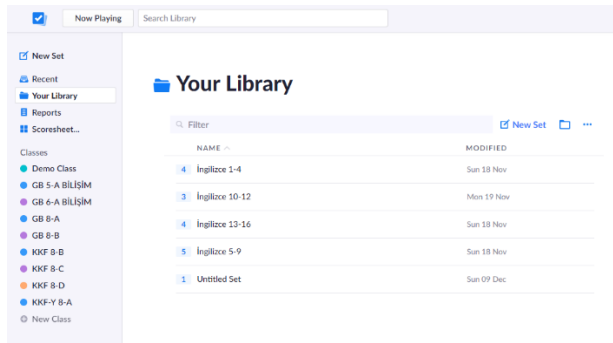 Now Playing Search Library
New Set
Recent
Your Library
Reports
Scoresheet...
Classes
Demo Class
GB 5-A BİLİŞİM
GB 6-A BİLİŞİM
GB 8-A
GB 8-B
KKF 8-B
KKF 8-C
KKF 8-D
KKF-Y 8-A
New Class
Your Library
Filter New Set
NAME MODIFIED
4 İngilizce 1-4 Sun 18 Nov
3 İngilizce 10-12 Mon 19 Nov
4 İngilizce 13-16 Sun 18 Nov
5 İngilizce 5-9 Sun 18 Nov
1 Untitled Set Sun 09 Dec